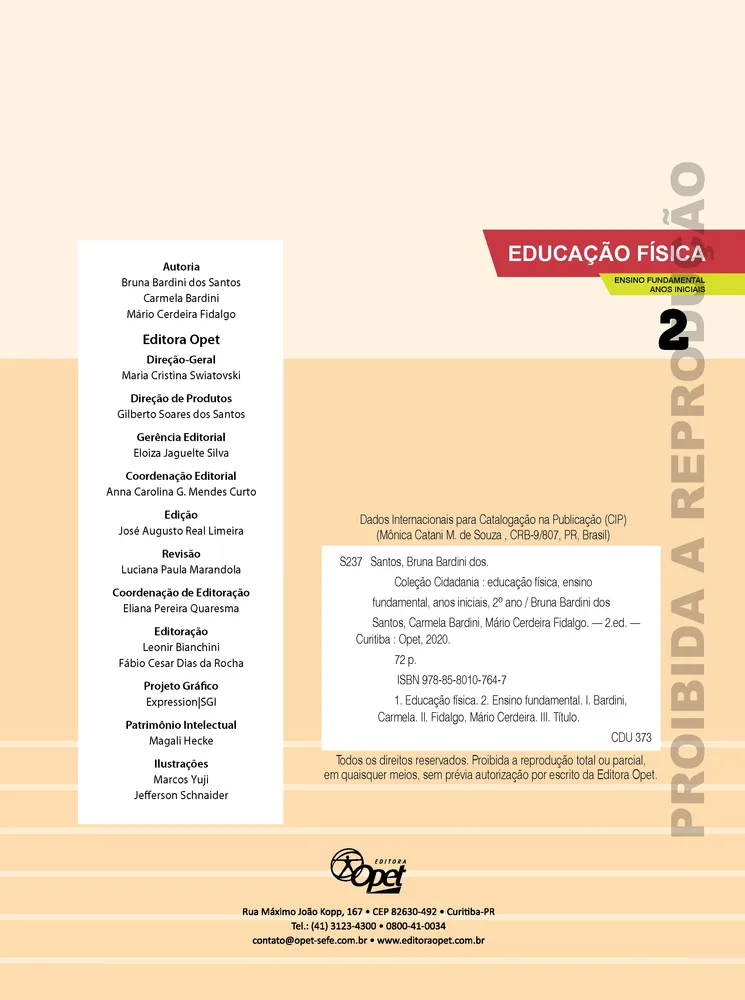 EDUCAÇÃO FÍSICA
ENSINO FUNDAMENTAL
ANOS INICIAIS
2
Autoria
Bruna Bardini dos Santos
Carmela Bardini
Mário Cerdeira Fidalgo
Editora Opet
Direção-Geral
Maria Cristina Swiatovski
Direção de Produtos
Gilberto Soares dos Santos
Gerência Editorial
Eloiza Jaguelte Silva
Coordenação Editorial
Anna Carolina G. Mendes Curto
Edição
José Augusto Real Limeira
Revisão
Luciana Paula Marandola
Coordenação de Editoração
Eliana Pereira Quaresma
Editoração
Leonir Bianchini
Fábio Cesar Dias da Rocha
Projeto Gráfico
Expression|SGI
Patrimônio Intelectual
Magali Hecke
Ilustrações
Marcos Yuji
Jefferson Schnaider
Dados Internacionais para Catalogação na Publicação (CIP)
(Mônica Catani M. de Souza , CRB-9/807, PR, Brasil)
S237 Santos, Bruna Bardini dos.
Coleção Cidadania : educação física, ensino
fundamental, anos iniciais, 2º ano / Bruna Bardini dos
Santos, Carmela Bardini, Mário Cerdeira Fidalgo. — 2.ed. —
Curitiba : Opet, 2020.
72 p.
ISBN 978-85-8010-764-7
1. Educação física. 2. Ensino fundamental. I. Bardini,
Carmela. II. Fidalgo, Mário Cerdeira. III. Título.
CDU 373
Todos os direitos reservados. Proibida a reprodução total ou parcial,
em quaisquer meios, sem prévia autorização por escrito da Editora Opet.
PROIBIDA A REPRODUÇÃO
EDITORA
Opet
Rua Máximo João Kopp, 167 • CEP 82630-492 • Curitiba-PR
Tel.: (41) 3123-4300 • 0800-41-0034
contato@opet-sefe.com.br • www.editoraopet.com.br